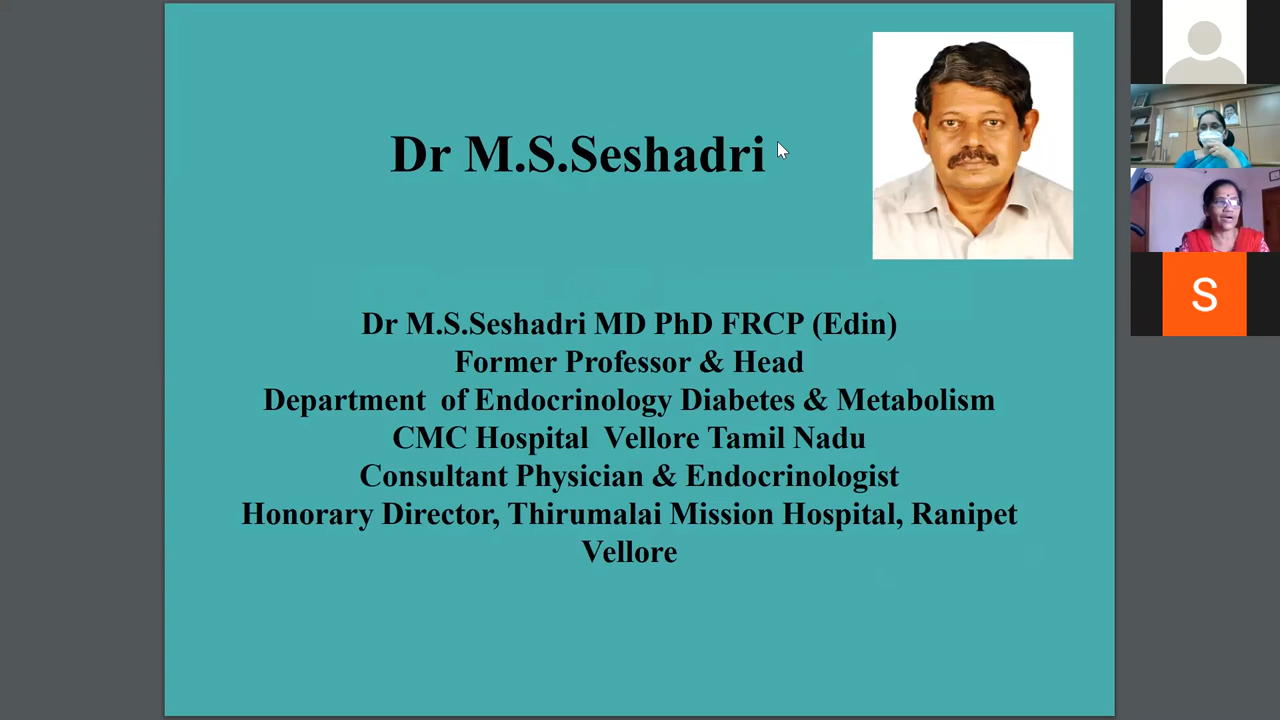 Dr M.S.Seshadri
Dr M.S.Seshadri MD PhD FRCP (Edin)
Former Professor & Head
Department of Endocrinology Diabetes & Metabolism
CMC Hospital Vellore Tamil Nadu
Consultant Physician & Endocrinologist
Honorary Director, Thirumalai Mission Hospital, Ranipet
Vellore
S